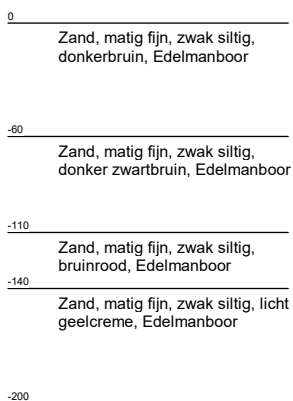 0
Zand, matig fijn, zwak siltig,
donkerbruin, Edelmanboor
-60
Zand, matig fijn, zwak siltig,
donker zwartbruin, Edelmanboor
-110
Zand, matig fijn, zwak siltig,
bruinrood, Edelmanboor
-140
Zand, matig fijn, zwak siltig, licht
geelcreme, Edelmanboor
-200